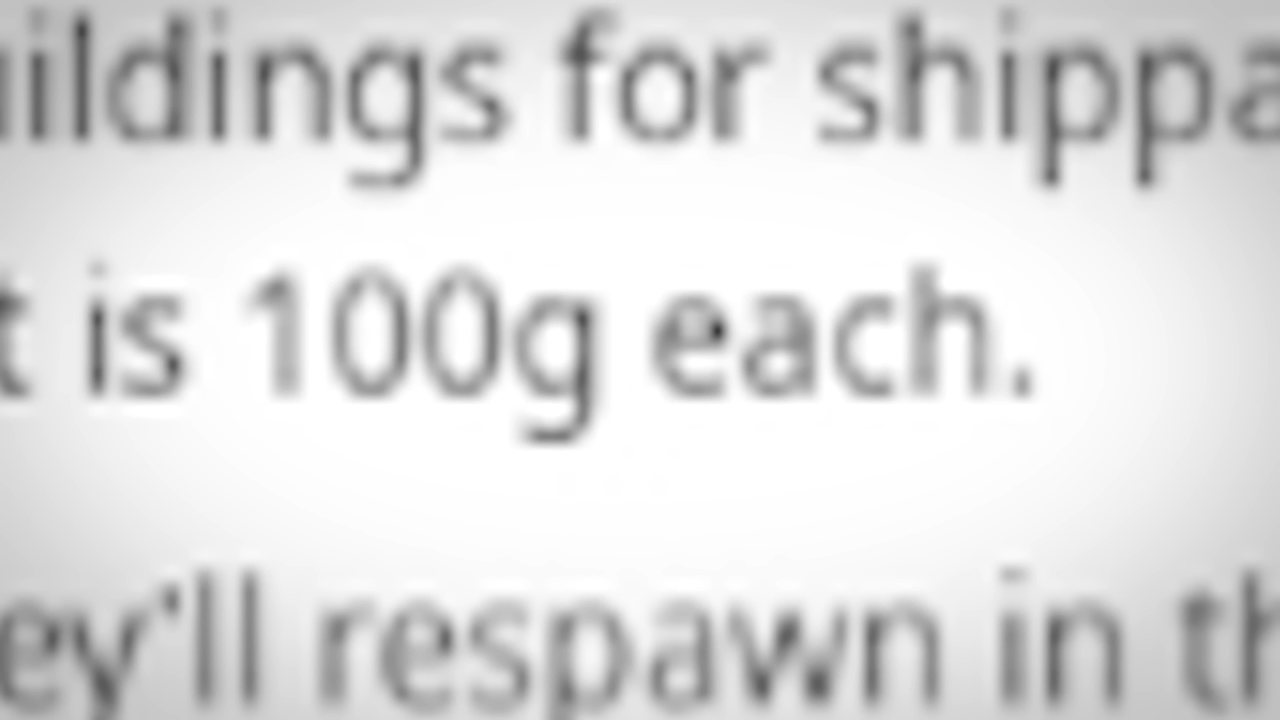 ildings for shippa
t is 100g each.
ey'll respawn in th